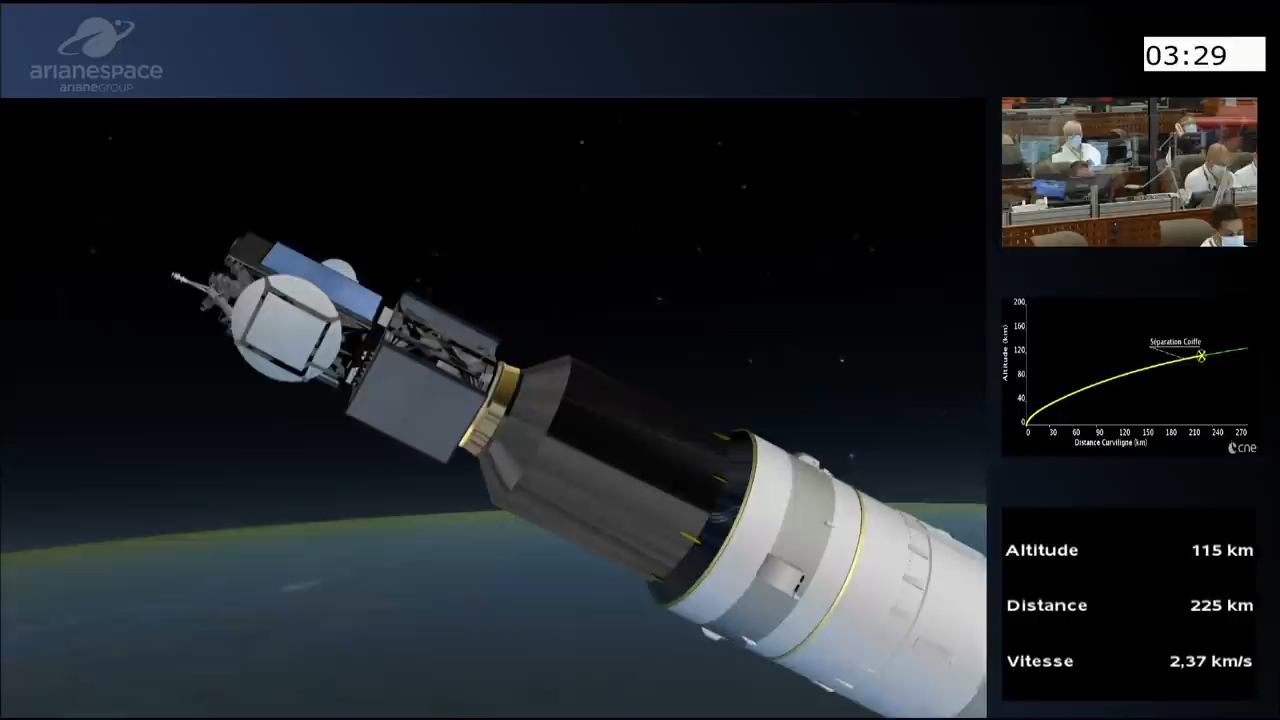 arianespace
arianeGROUP
03:29
Altitude (km)
200
160
120
80
40
0
Séparation Coiffe
0 30 60 90 120 150 180 210 240 270
Distance Curviligne (km)
cne
Altitude 115 km
Distance 225 km
Vitesse 2,37 km/s